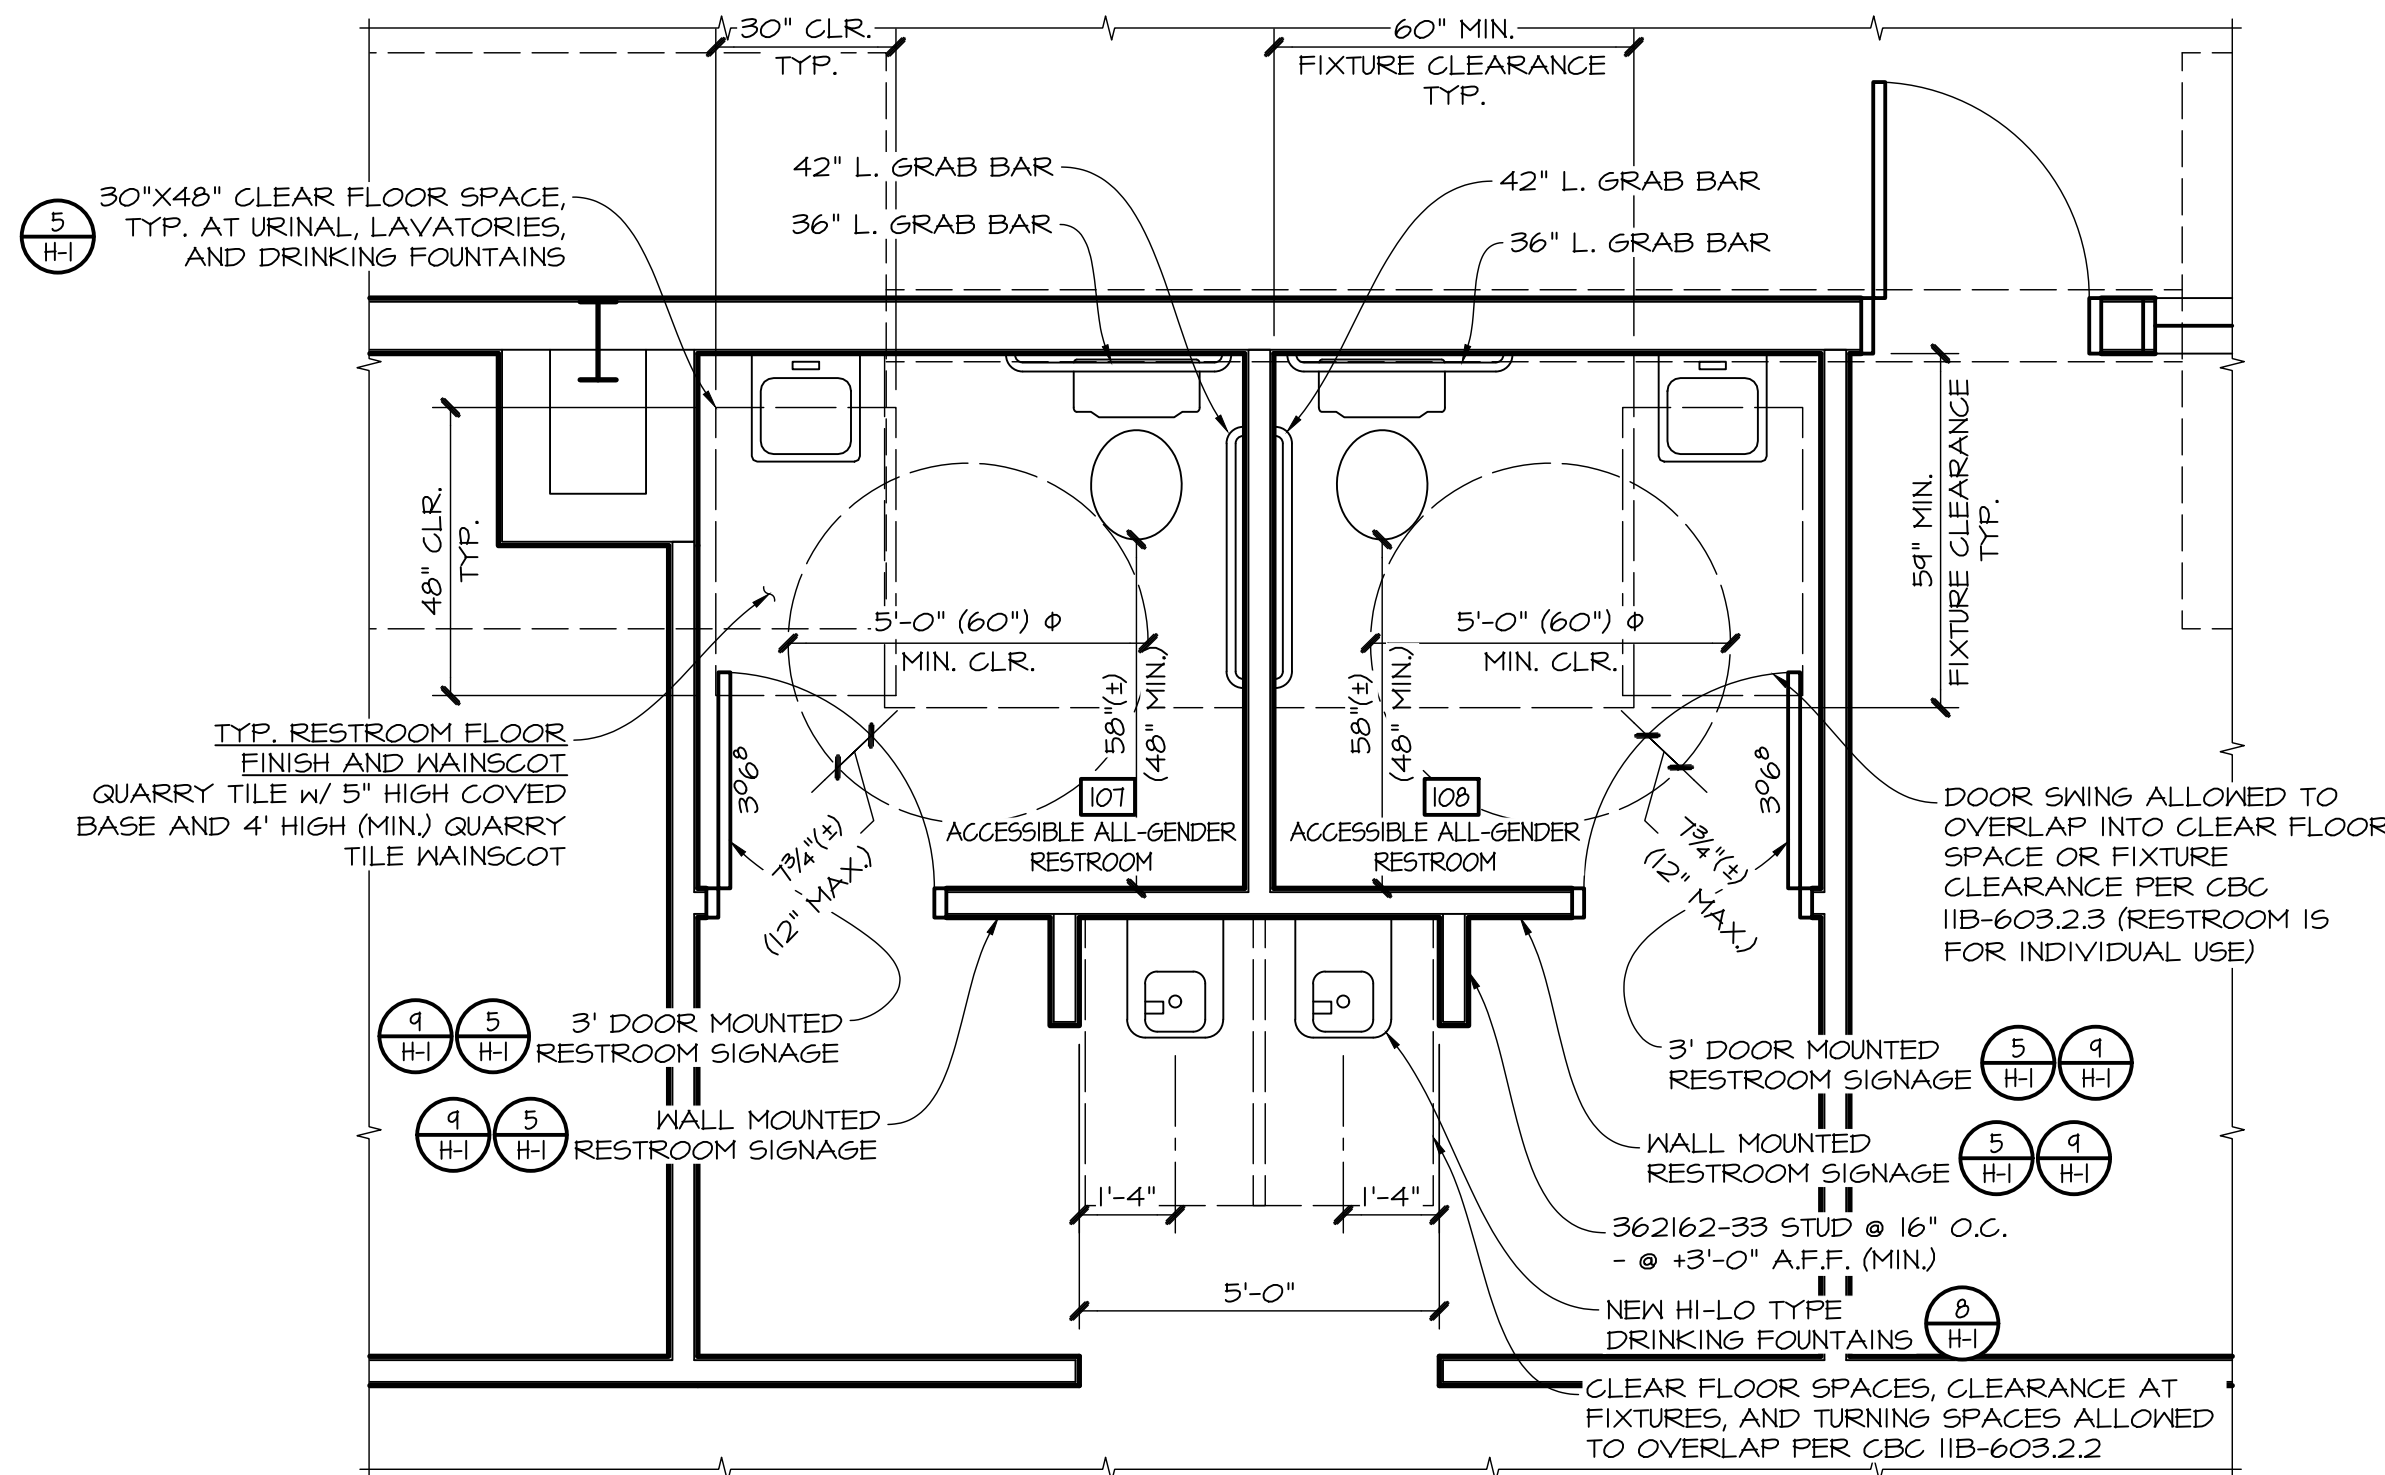 30" CLR.
TYP.
60" MIN.
FIXTURE CLEARANCE
TYP.
5
H-1
30"X48" CLEAR FLOOR SPACE,
TYP. AT URINAL, LAVATORIES,
AND DRINKING FOUNTAINS
42" L. GRAB BAR
36" L. GRAB BAR
42" L. GRAB BAR
36" L. GRAB BAR
48" CLR.
TYP.
59" MIN.
FIXTURE CLEARANCE
TYP.
5'-0" (60") Φ
MIN. CLR.
5'-0" (60") Φ
MIN. CLR.
58"(±)
(48" MIN.)
58"(±)
(48" MIN.)
TYP. RESTROOM FLOOR
FINISH AND WAINSCOT
QUARRY TILE W/ 5" HIGH COVED
BASE AND 4' HIGH (MIN.) QUARRY
TILE WAINSCOT
3⁰6⁸
3⁰6⁸
107
ACCESSIBLE ALL-GENDER
RESTROOM
108
ACCESSIBLE ALL-GENDER
RESTROOM
7¾"(±)
(12" MAX.)
7¾"(±)
(12" MAX.)
DOOR SWING ALLOWED TO
OVERLAP INTO CLEAR FLOOR
SPACE OR FIXTURE
CLEARANCE PER CBC
11B-603.2.3 (RESTROOM IS
FOR INDIVIDUAL USE)
9
H-1
5
H-1
3' DOOR MOUNTED
RESTROOM SIGNAGE
9
H-1
5
H-1
WALL MOUNTED
RESTROOM SIGNAGE
3' DOOR MOUNTED
RESTROOM SIGNAGE
5
H-1
9
H-1
WALL MOUNTED
RESTROOM SIGNAGE
5
H-1
9
H-1
1'-4"
1'-4"
5'-0"
362162-33 STUD @ 16" O.C.
- @ +3'-0" A.F.F. (MIN.)
NEW HI-LO TYPE
DRINKING FOUNTAINS
8
H-1
CLEAR FLOOR SPACES, CLEARANCE AT
FIXTURES, AND TURNING SPACES ALLOWED
TO OVERLAP PER CBC 11B-603.2.2